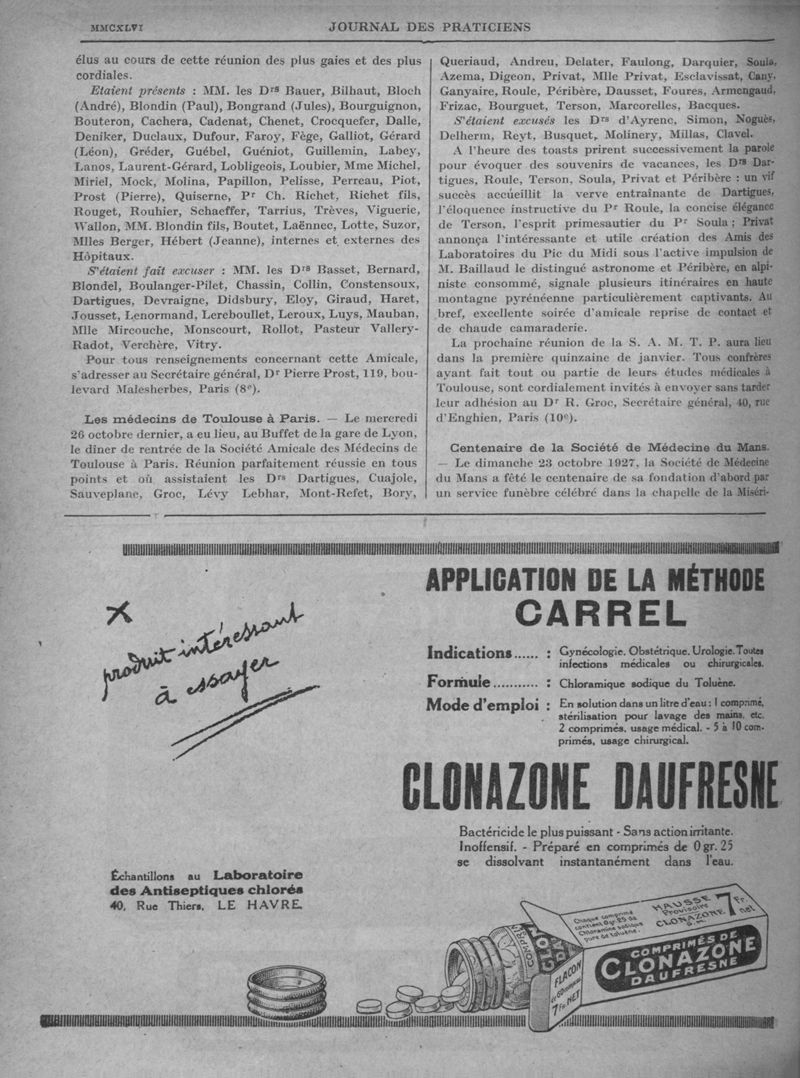 MMCXLVI
JOURNAL DES PRATICIENS
élus au cours de cette réunion des plus gaies et des plus
cordiales.
Etaient présents : MM. les Drs Bauer, Bilhaut, Bloch
(André), Blondin (Paul), Bongrand (Jules), Bourguignon,
Bouteron, Cachera, Cadenat, Chenet, Crocquefer, Dalle,
Deniker, Duclaux, Dufour, Faroy, Fège, Galliot, Gérard
(Léon), Gréder, Guébel, Guéniot, Guillemin, Labey,
Lanos, Laurent-Gérard, Lobligeois, Loubier, Mme Michel,
Miriel, Mock, Molina, Papillon, Pelisse, Perreau, Piot,
Prost (Pierre), Quiserne, Pr Ch. Richet, Richet fils,
Rouget, Rouhier, Schaeffer, Tarrius, Trèves, Viguerie,
Wallon, MM. Blondin fils, Boutet, Laënnec, Lotte, Suzor,
Mlles Berger, Hébert (Jeanne), internes et externes des
Hôpitaux.
S'étaient faît excuser : MM. les Drs Basset, Bernard,
Blondel, Boulanger-Pilet, Chassin, Collin, Constensoux,
Dartigues, Devraigne, Didsbury, Eloy, Giraud, Haret,
Jousset, Lenormand, Lereboullet, Leroux, Luys, Mauban,
Mlle Mircouche, Monscourt, Rollot, Pasteur Vallery-
Radot, Verchère, Vitry.
Pour tous renseignements concernant cette Amicale,
s'adresser au Secrétaire général, Dr Pierre Prost, 119, bou-
levard Malesherbes, Paris (8e).
Les médecins de Toulouse à Paris. — Le mercredi
26 octobre dernier, a eu lieu, au Buffet de la gare de Lyon,
le dîner de rentrée de la Société Amicale des Médecins de
Toulouse à Paris. Réunion parfaitement réussie en tous
points et où assistaient les Drs Dartigues, Cuajole,
Sauveplane, Groc, Lévy Lebhar, Mont-Refet, Bory,
Queriaud, Andreu, Delater, Faulong, Darquier, Soula,
Azema, Digeon, Privat, Mlle Privat, Esclavissat, Cany,
Ganyaire, Roule, Péribère, Dausset, Foures, Armengaud,
Frizac, Bourguet, Terson, Marcorelles, Bacques.
S'étaient excusés les Drs d'Ayrenc, Simon, Noguès,
Delherm, Reyt, Busquet, Molinery, Millas, Clavel.
A l'heure des toasts prirent successivement la parole
pour évoquer des souvenirs de vacances, les Drs Dar-
tigues, Roule, Terson, Soula, Privat et Péribère : un vif
succès accueillit la verve entraînante de Dartigues,
l'éloquence instructive du Pr Roule, la concise élégance
de Terson, l'esprit primesautier du Pr Soula ; Privat
annonça l'intéressante et utile création des Amis des
Laboratoires du Pic du Midi sous l'active impulsion de
M. Baillaud le distingué astronome et Péribère, en alpi-
niste consommé, signale plusieurs itinéraires en haute
montagne pyrénéenne particulièrement captivants. Au
bref, excellente soirée d'amicale reprise de contact et
de chaude camaraderie.
La prochaine réunion de la S. A. M. T. P. aura lieu
dans la première quinzaine de janvier. Tous confrères
ayant fait tout ou partie de leurs études médicales à
Toulouse, sont cordialement invités à envoyer sans tarder
leur adhésion au Dr R. Groc, Secrétaire général, 40, rue
d'Enghien, Paris (10e).
Centenaire de la Société de Médecine du Mans.
— Le dimanche 23 octobre 1927, la Société de Médecine
du Mans a fêté le centenaire de sa fondation d'abord par
un service funèbre célébré dans la chapelle de la Miséri-
x
produit intéressant
à essayer
APPLICATION DE LA MÉTHODE
CARREL
Indications...... : Gynécologie. Obstétrique. Urologie. Toutes
infections médicales ou chirurgicales.
Formule........... : Chloramique sodique du Toluène.
Mode d'emploi : En solution dans un litre d'eau : 1 comprimé,
stérilisation pour lavage des mains, etc.
2 comprimés, usage médical. - 5 à 10 com-
primés, usage chirurgical.
CLONAZONE DAUFRESNE
Bactéricide le plus puissant - Sans action irritante.
Inoffensif. - Préparé en comprimés de 0 gr. 25
se dissolvant instantanément dans l'eau.
Échantillons au Laboratoire
des Antiseptiques chlorés
40, Rue Thiers, LE HAVRE
Chaque comprimé
contient 0 gr. 25 de
Chloramine sodique
pure de toluène.
HAUSSE
Provisoire
CLONAZONE
7 Fr.
net
COMPRIMÉS DE
CLONAZONE
DAUFRESNE
FLACON
7 Fr. NET